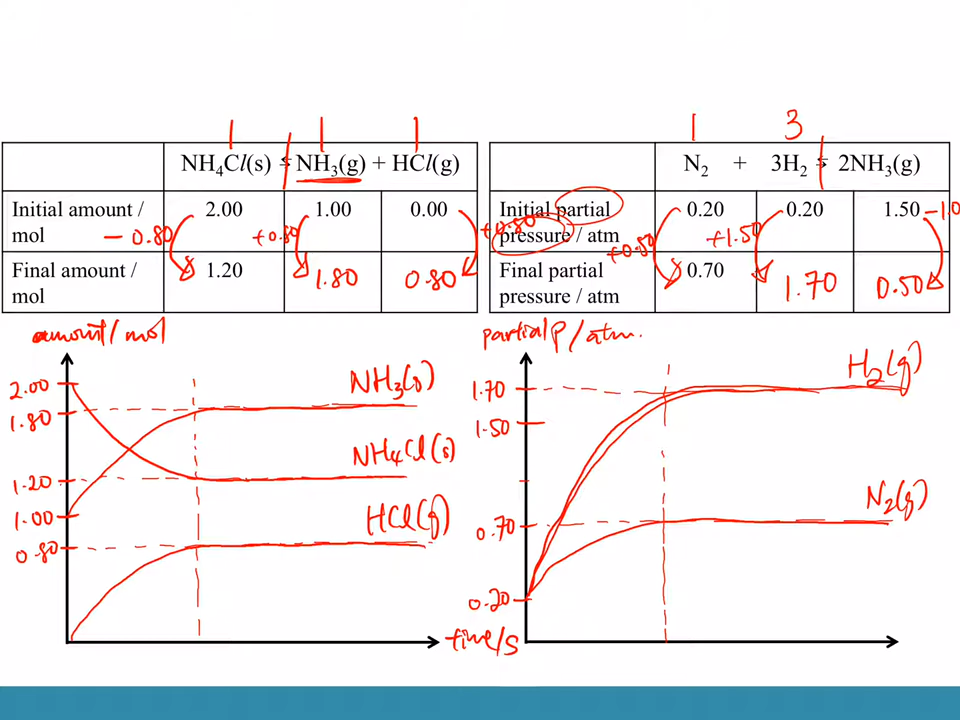 1 1 1
NH₄Cl(s) ⇌ NH₃(g) + HCl(g)
Initial amount / mol 2.00 1.00 0.00
− 0.80 +0.80 +0.80
Final amount / mol 1.20 1.80 0.80
1 3
N₂ + 3H₂ ⇌ 2NH₃(g)
Initial partial pressure / atm 0.20 0.20 1.50
+0.50 +1.50 −1.0
Final partial pressure / atm 0.70 1.70 0.50
amount / mol
2.00
1.80
1.20
1.00
0.80
NH₃(s)
NH₄Cl(s)
HCl(g)
time/s
partial P / atm.
1.70
1.50
0.70
0.20
H₂(g)
N₂(g)